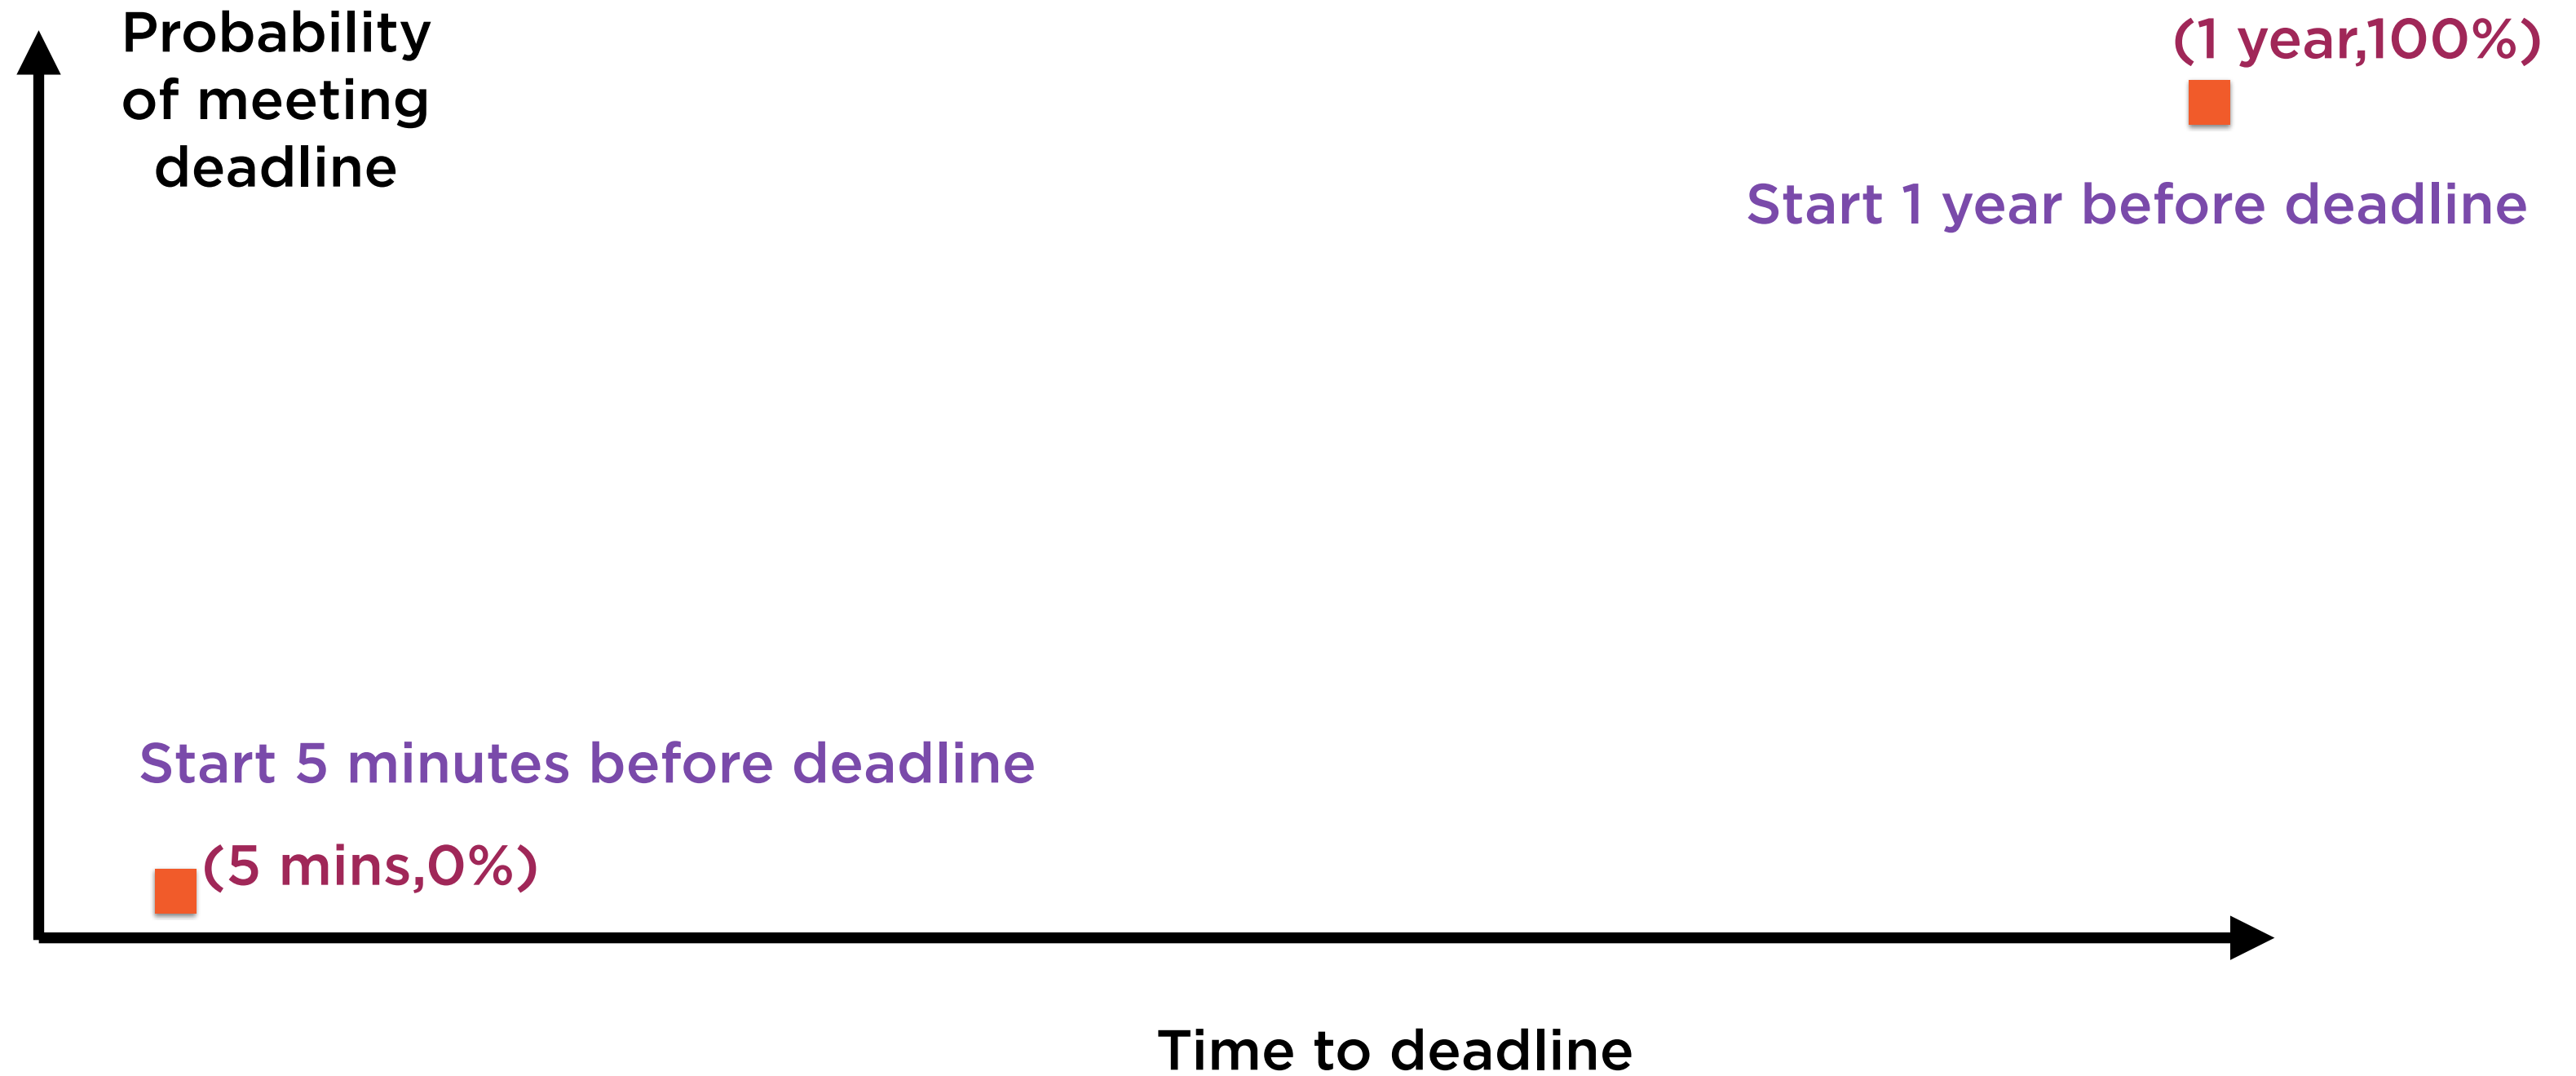 Probability
of meeting
deadline
(1 year,100%)
Start 1 year before deadline
Start 5 minutes before deadline
(5 mins,0%)
Time to deadline